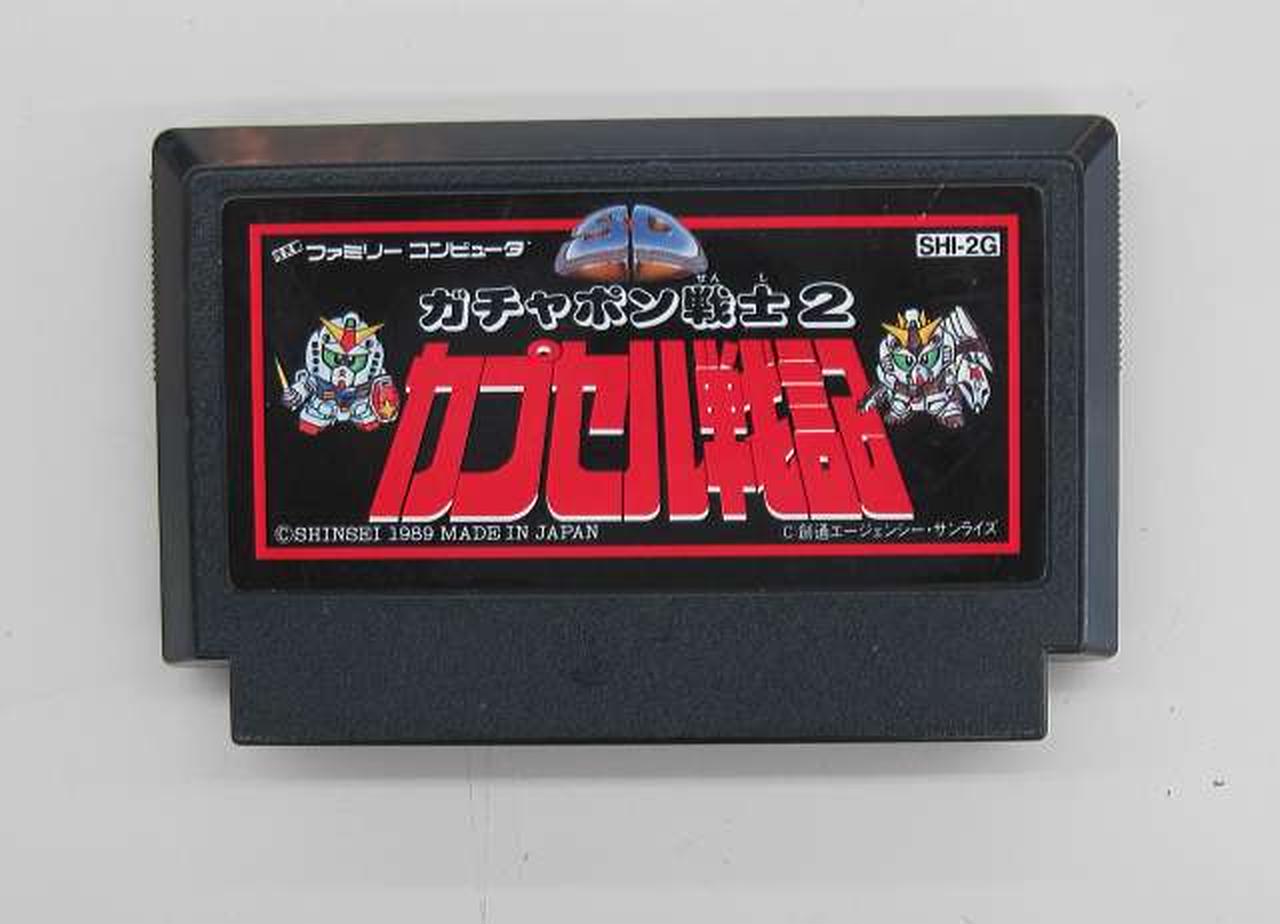 ファミリー コンピュータ
SHI-2G
SD
せんし
ガチャポン戦士2
カプセル戦記
©SHINSEI 1989 MADE IN JAPAN
C 創通エージェンシー・サンライズ